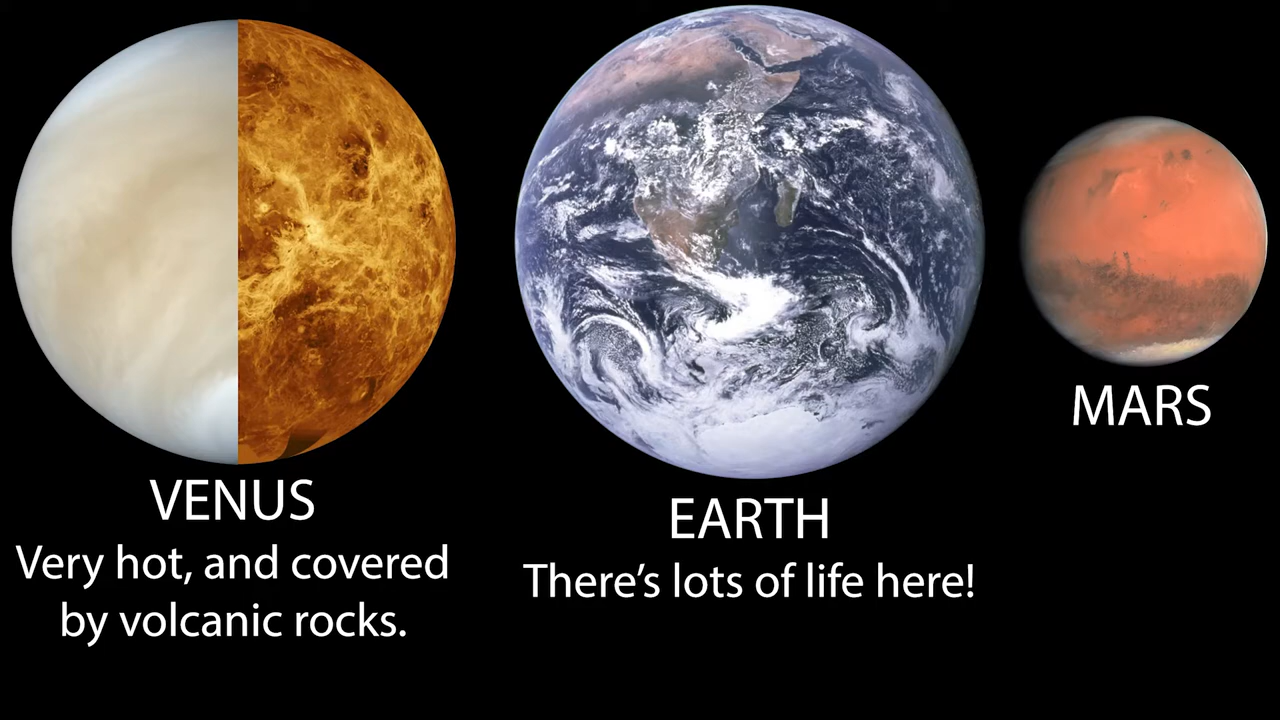 VENUS
Very hot, and covered
by volcanic rocks.
EARTH
There’s lots of life here!
MARS